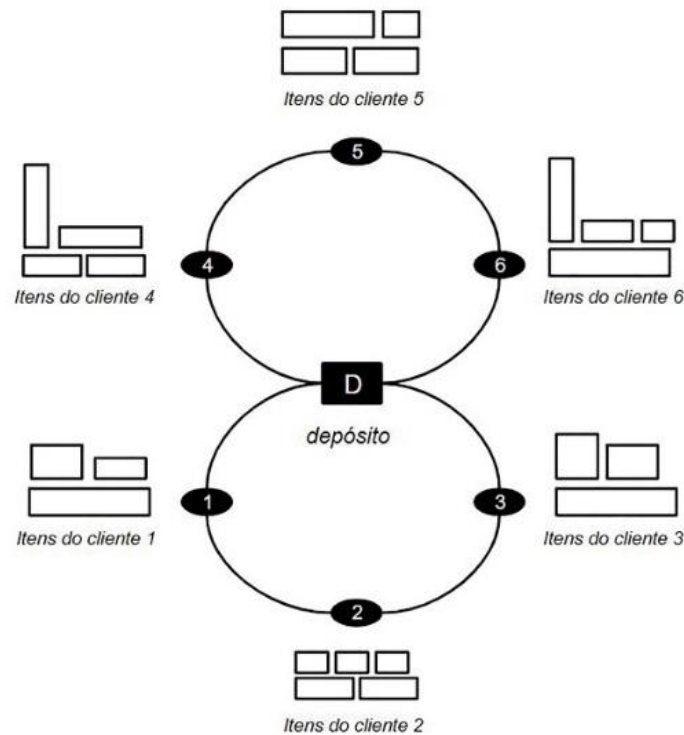 Itens do cliente 5
5
4
6
Itens do cliente 4
Itens do cliente 6
D
depósito
1
3
Itens do cliente 1
Itens do cliente 3
2
Itens do cliente 2